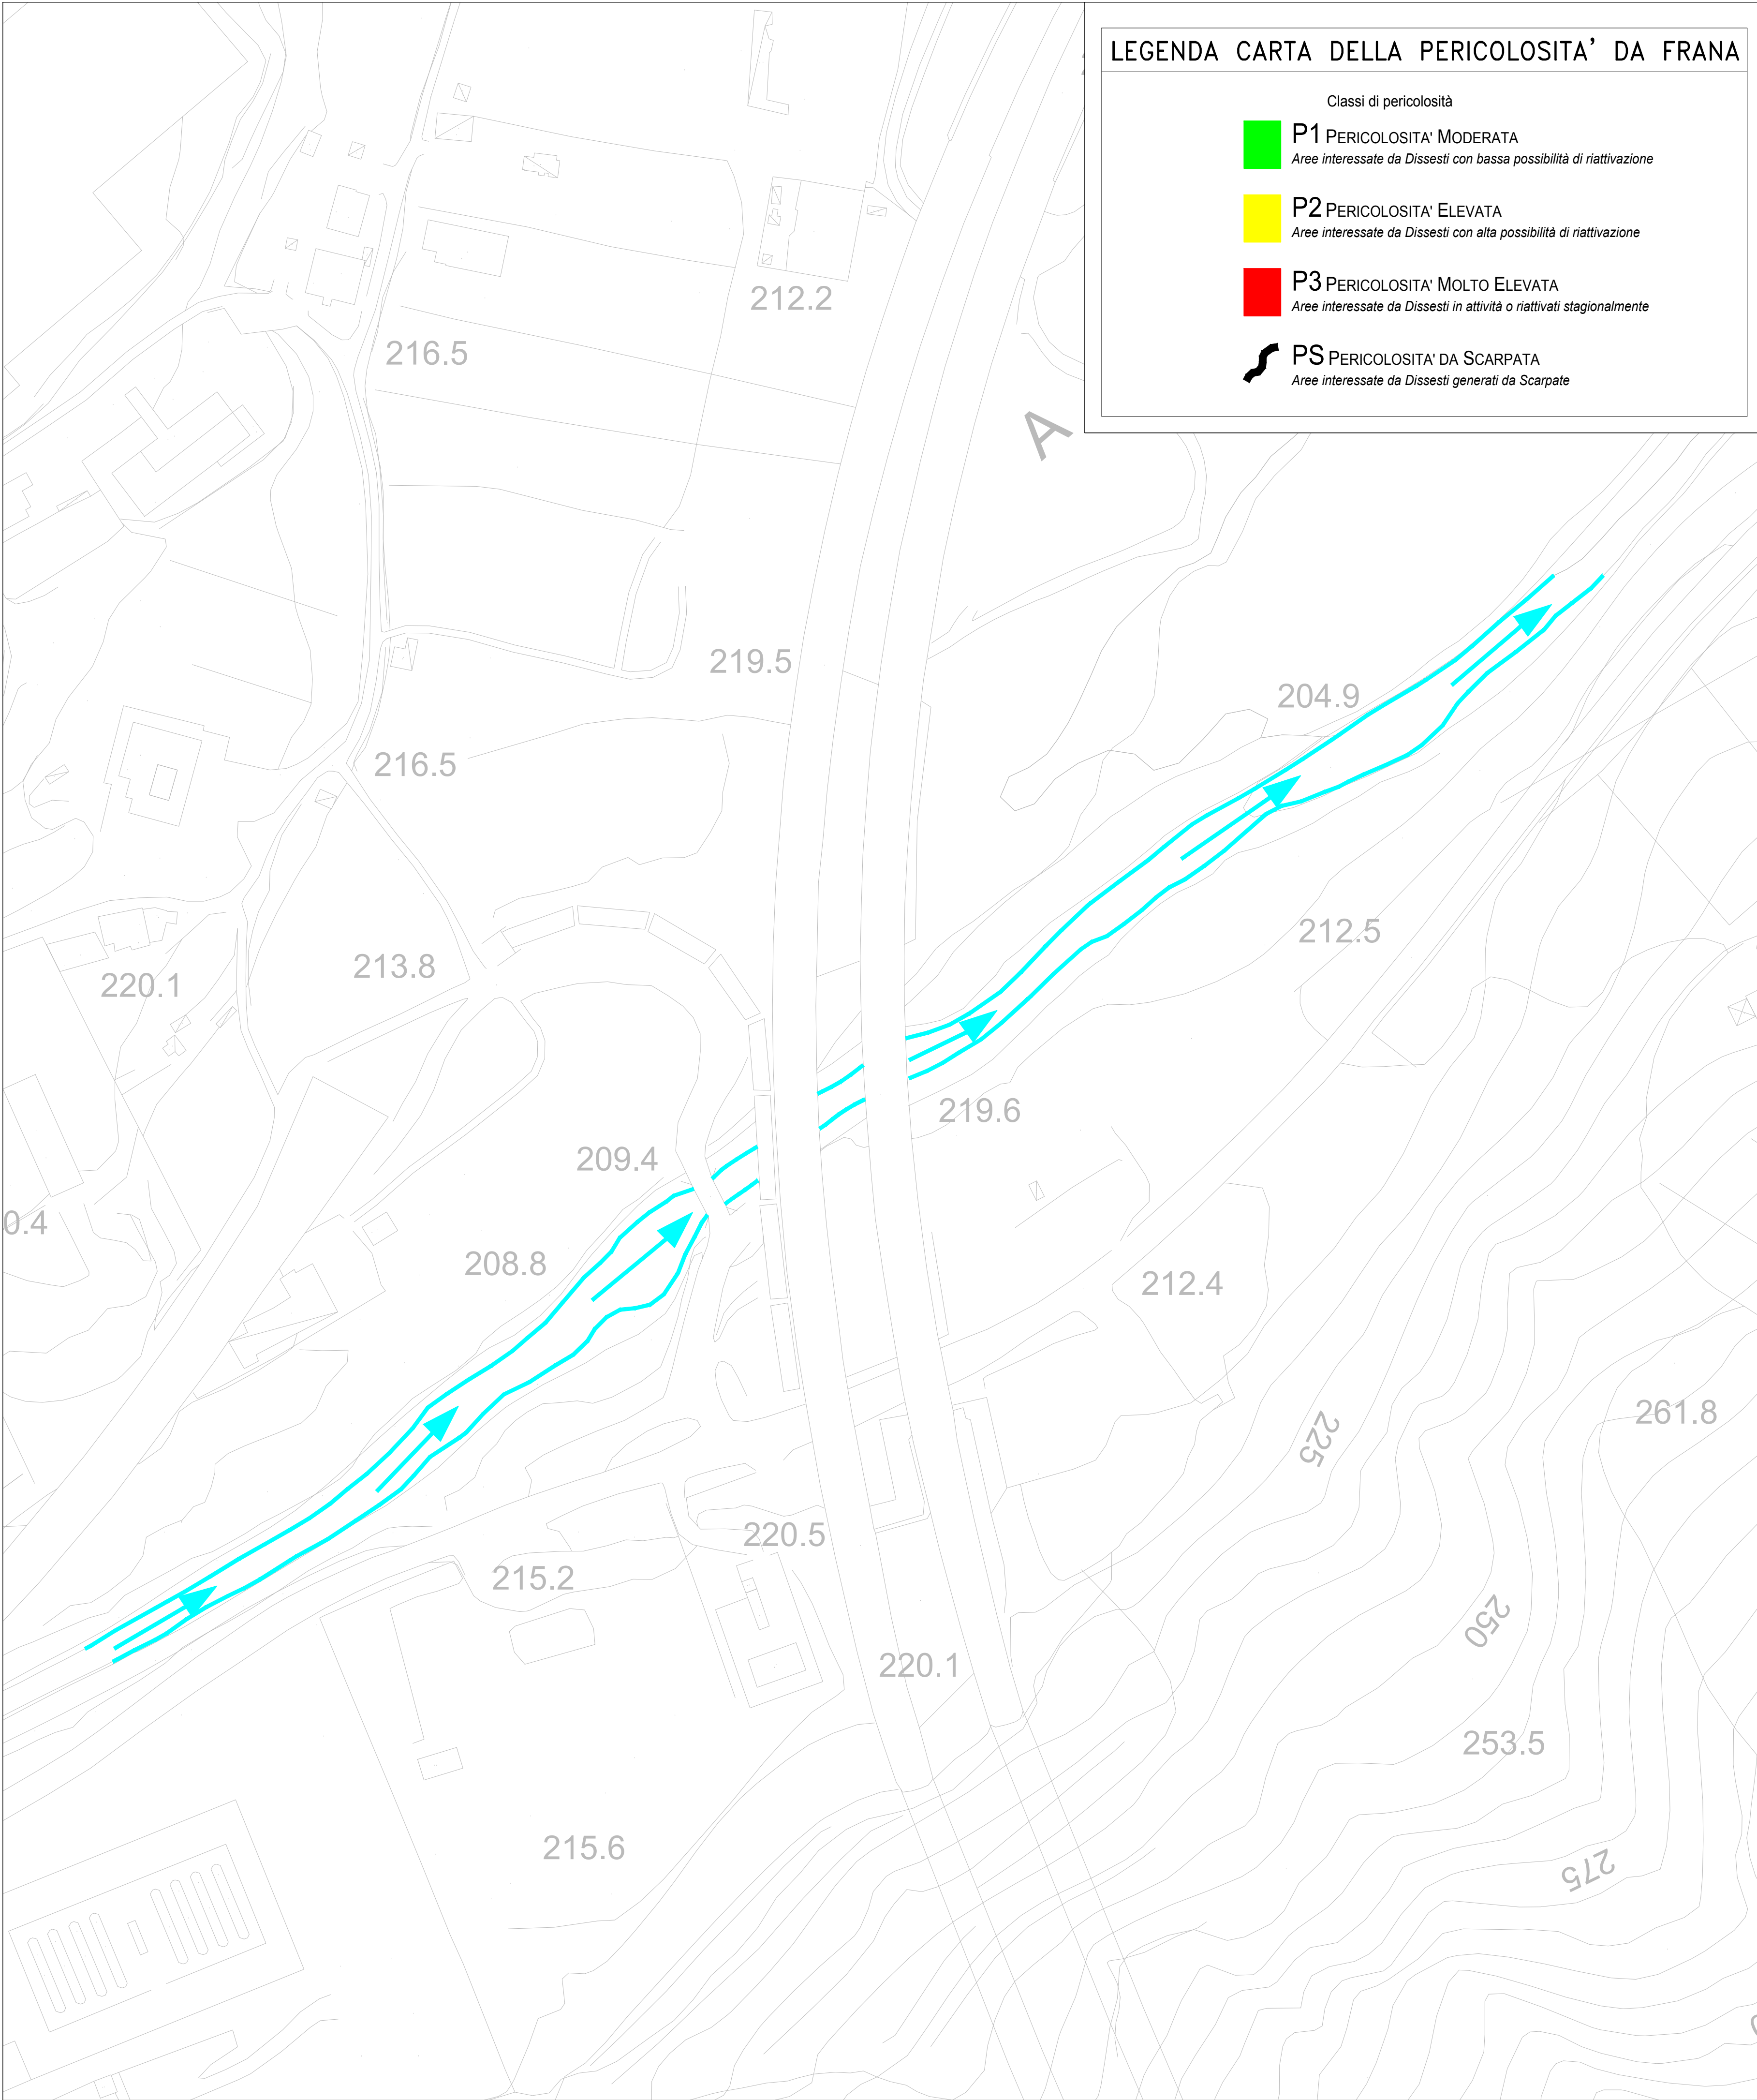 LEGENDA CARTA DELLA PERICOLOSITA' DA FRANA
Classi di pericolosità
P1 PERICOLOSITA' MODERATA
Aree interessate da Dissesti con bassa possibilità di riattivazione
P2 PERICOLOSITA' ELEVATA
Aree interessate da Dissesti con alta possibilità di riattivazione
P3 PERICOLOSITA' MOLTO ELEVATA
Aree interessate da Dissesti in attività o riattivati stagionalmente
PS PERICOLOSITA' DA SCARPATA
Aree interessate da Dissesti generati da Scarpate
212.2
216.5
A
219.5
204.9
216.5
212.5
213.8
220.1
219.6
209.4
0.4
208.8
212.4
261.8
225
220.5
215.2
250
220.1
253.5
215.6
275